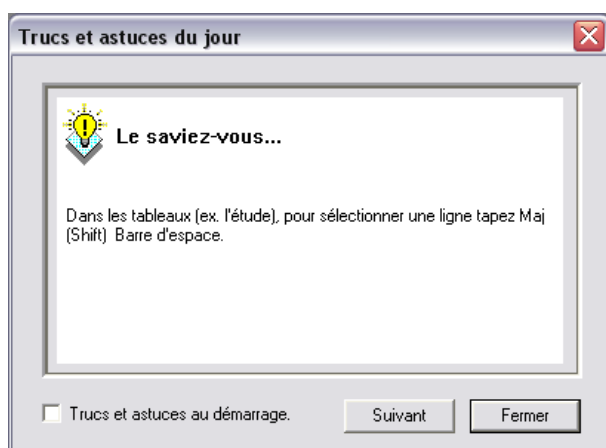 Trucs et astuces du jour
Le saviez-vous...
Dans les tableaux (ex. l'étude), pour sélectionner une ligne tapez Maj
(Shift) Barre d'espace.
Trucs et astuces au démarrage.
Suivant
Fermer